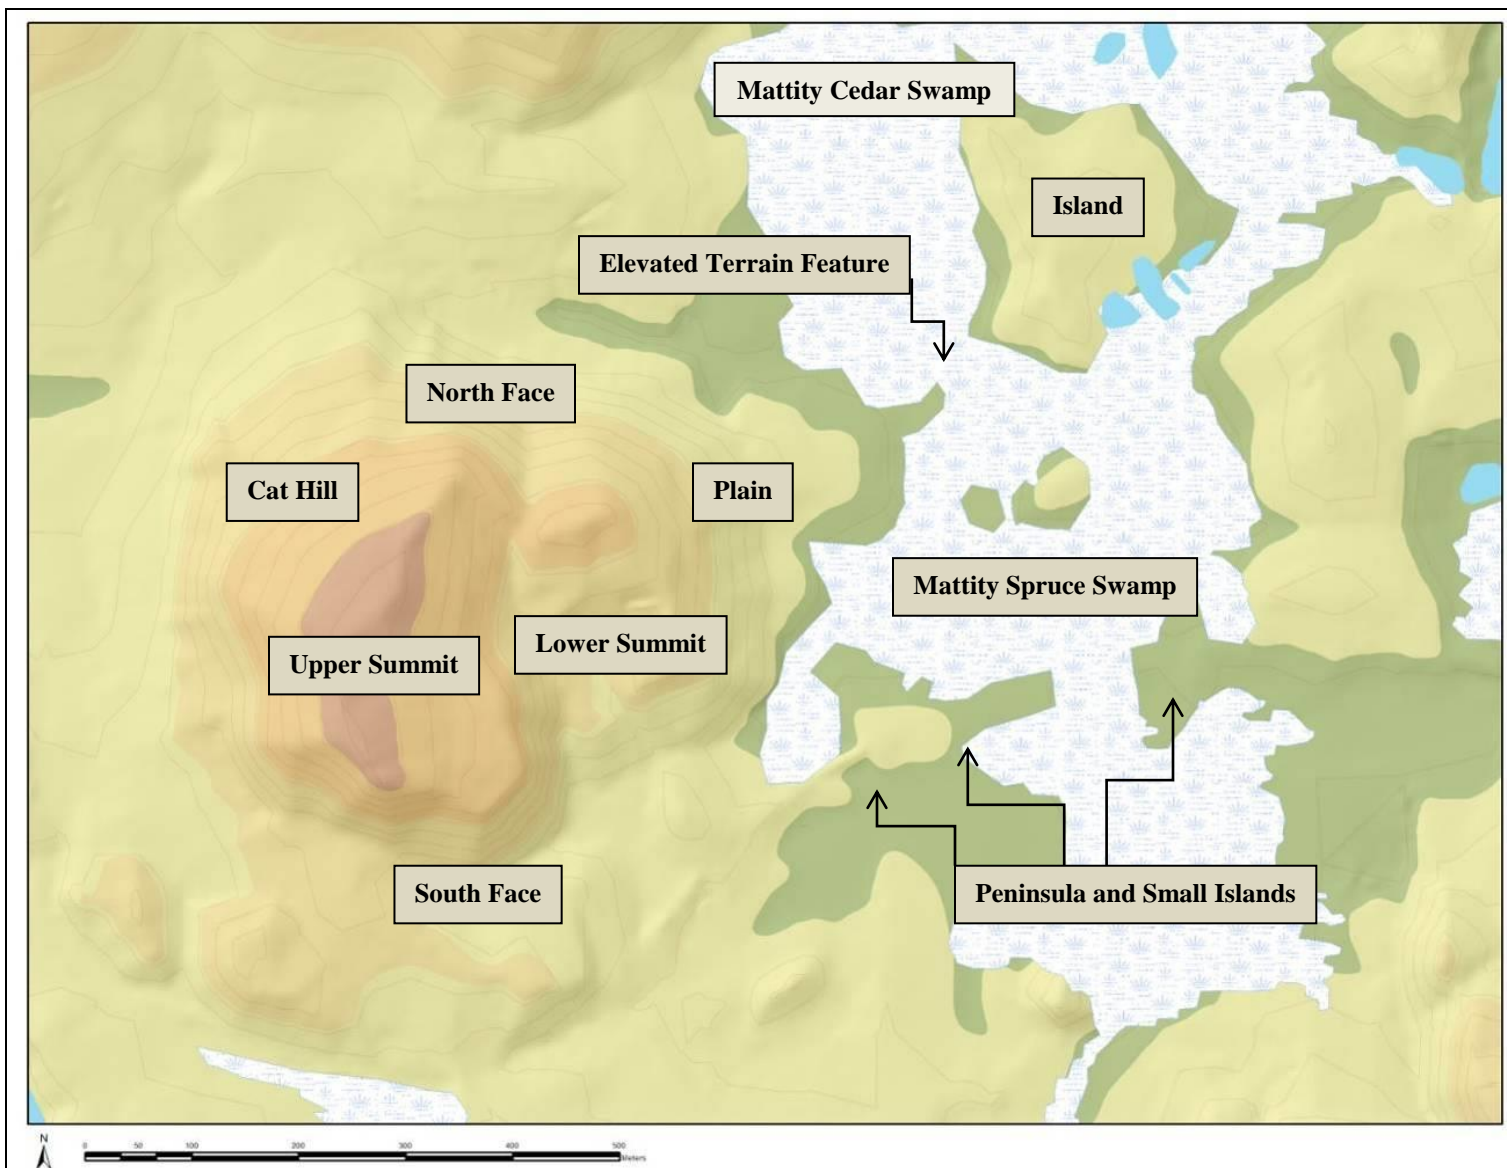 Mattity Cedar Swamp
Island
Elevated Terrain Feature
North Face
Cat Hill
Plain
Mattity Spruce Swamp
Lower Summit
Upper Summit
South Face
Peninsula and Small Islands
N
0 50 100 200 300 400 500
Meters